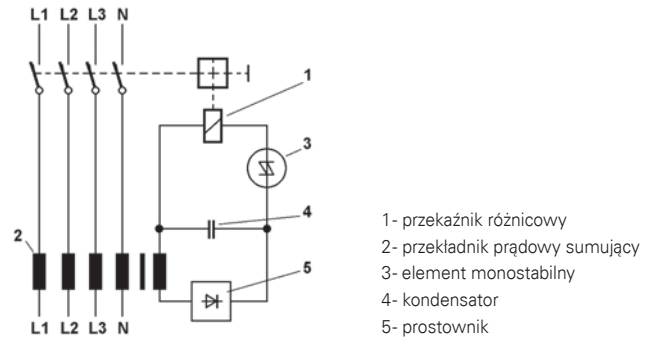 L1 L2 L3 N
1
3
4
2
5
L1 L2 L3 N
1- przekaźnik różnicowy
2- przekładnik prądowy sumujący
3- element monostabilny
4- kondensator
5- prostownik